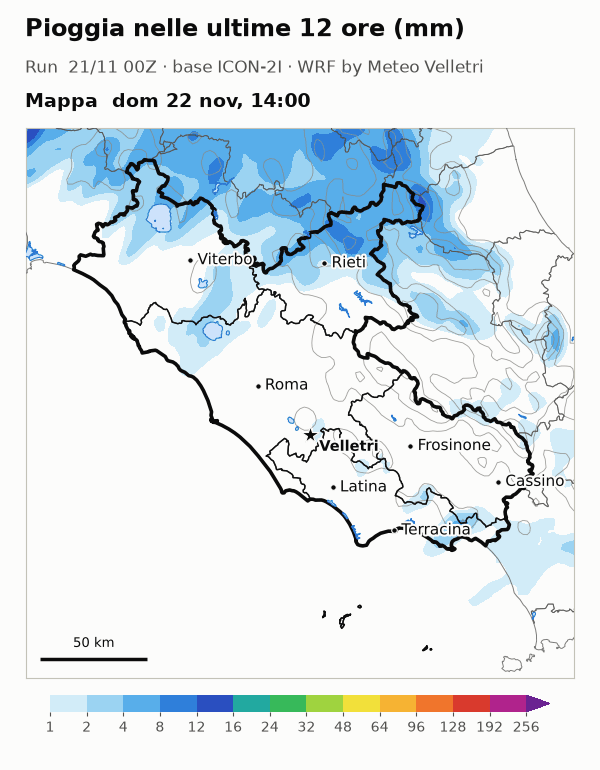 Pioggia nelle ultime 12 ore (mm)
Run  21/11 00Z · base ICON-2I · WRF by Meteo Velletri
Mappa  dom 22 nov, 14:00
Viterbo
Rieti
Roma
Velletri
Frosinone
Latina
Cassino
Terracina
50 km
1 2 4 8 12 16 24 32 48 64 96 128 192 256